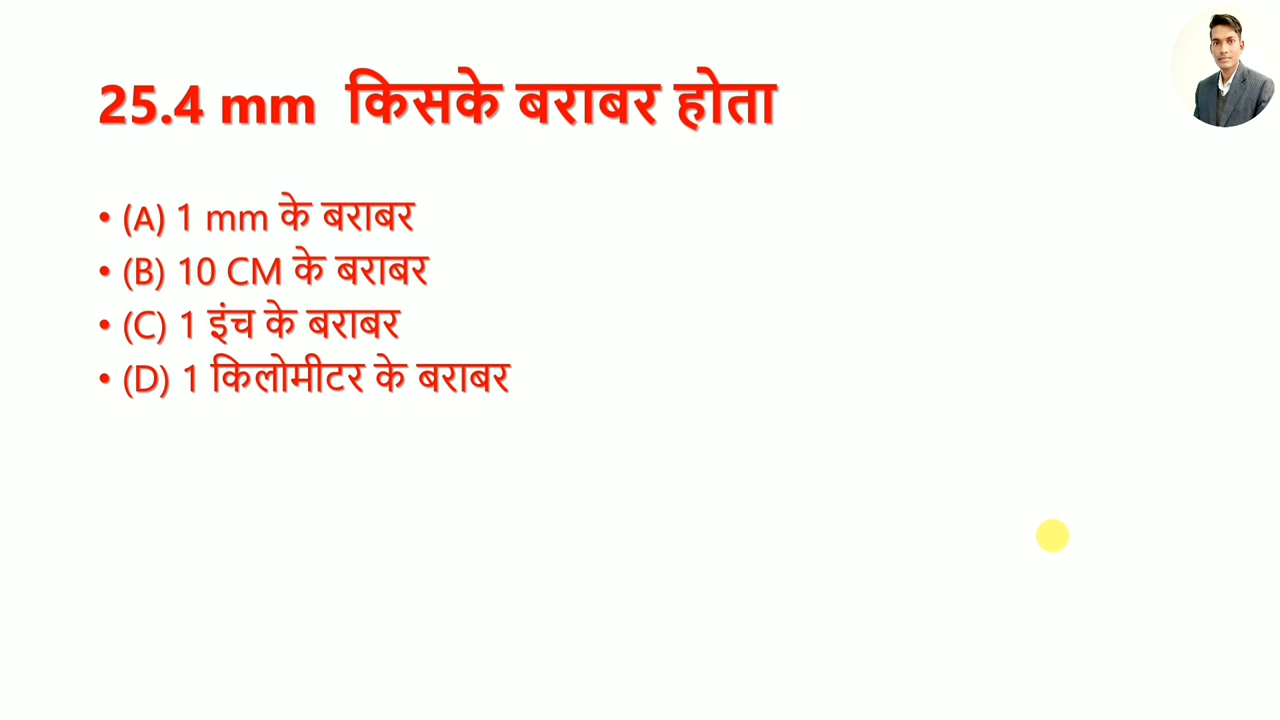 25.4 mm किसके बराबर होता
• (A) 1 mm के बराबर
• (B) 10 CM के बराबर
• (C) 1 इंच के बराबर
• (D) 1 किलोमीटर के बराबर